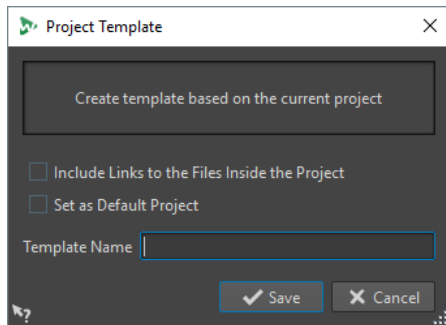 Project Template
Create template based on the current project
Include Links to the Files Inside the Project
Set as Default Project
Template Name
Save Cancel
?